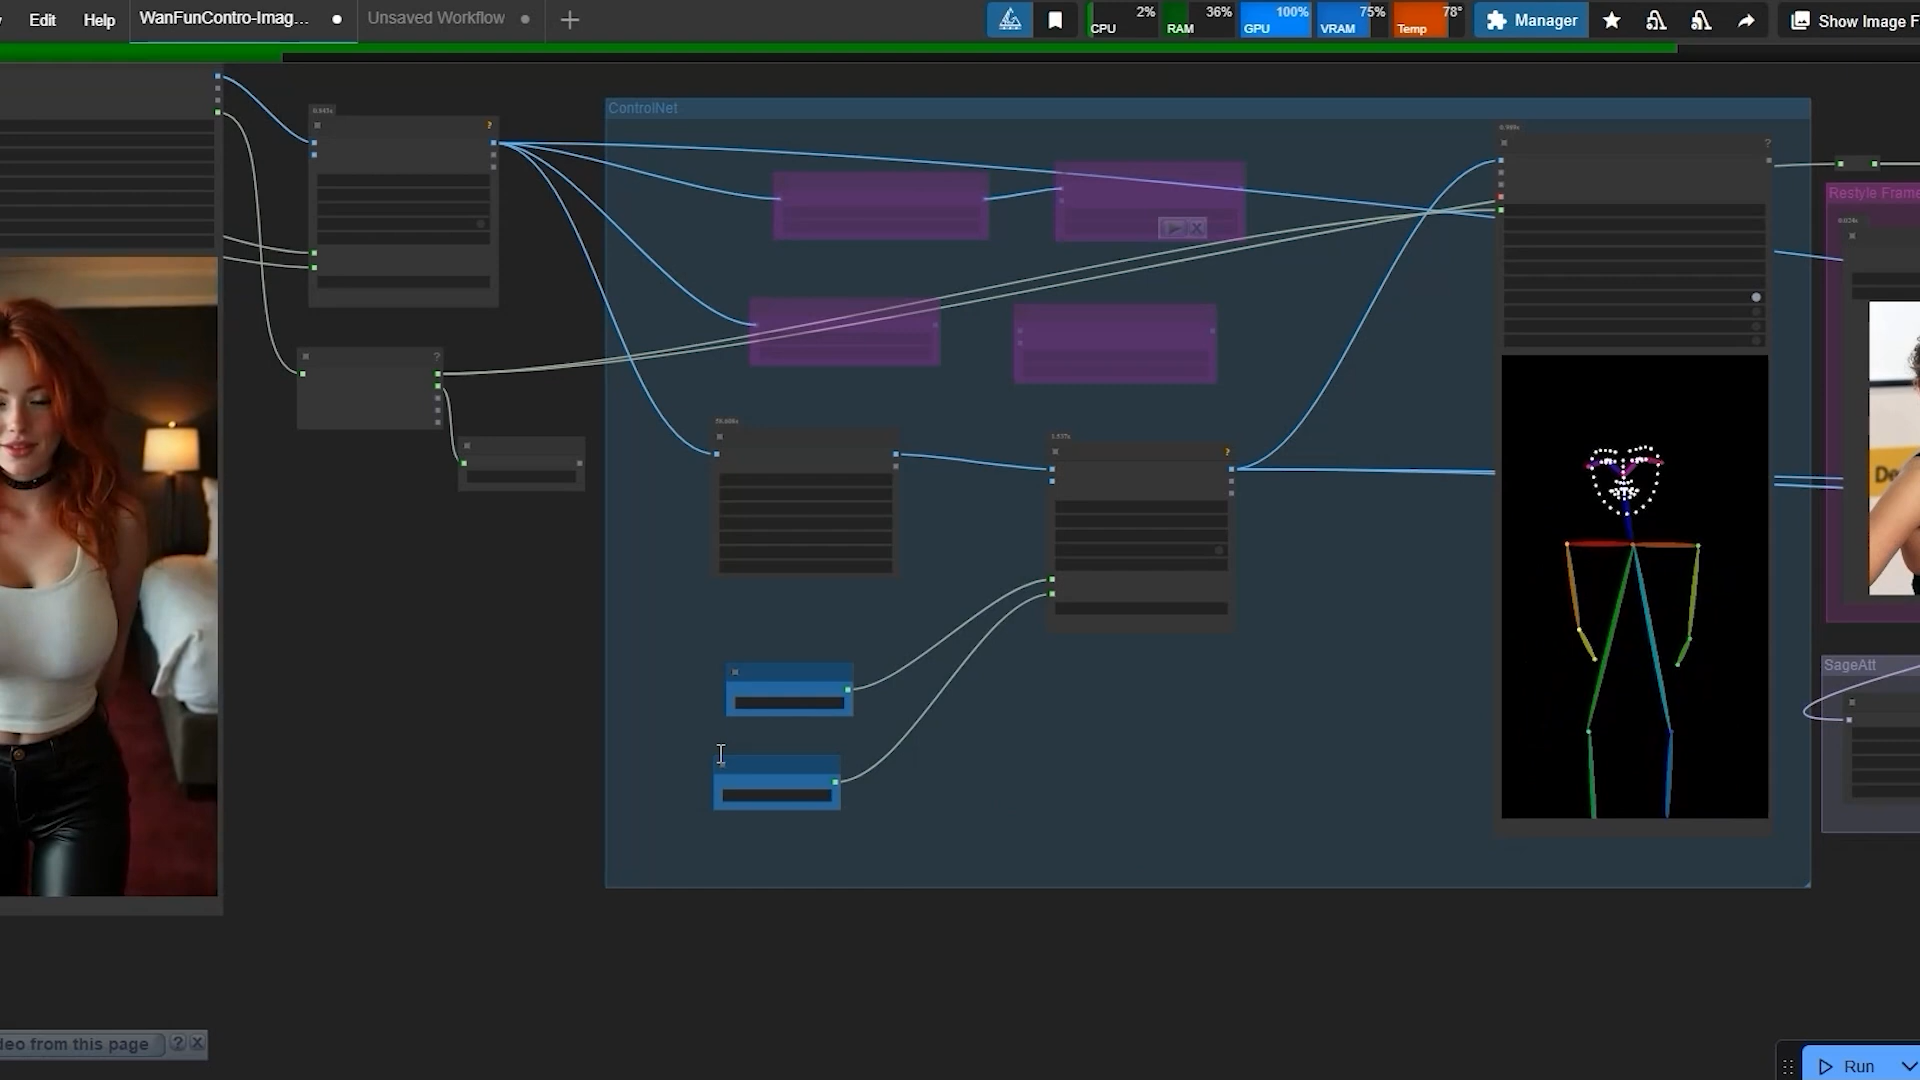 Edit
Help
WanFunContro-Imag...
Unsaved Workflow
2%
CPU
36%
RAM
100%
GPU
75%
VRAM
78°
Temp
Manager
Show Image F
ControlNet
Restyle Frame
De
SageAtt
deo from this page
?
Run